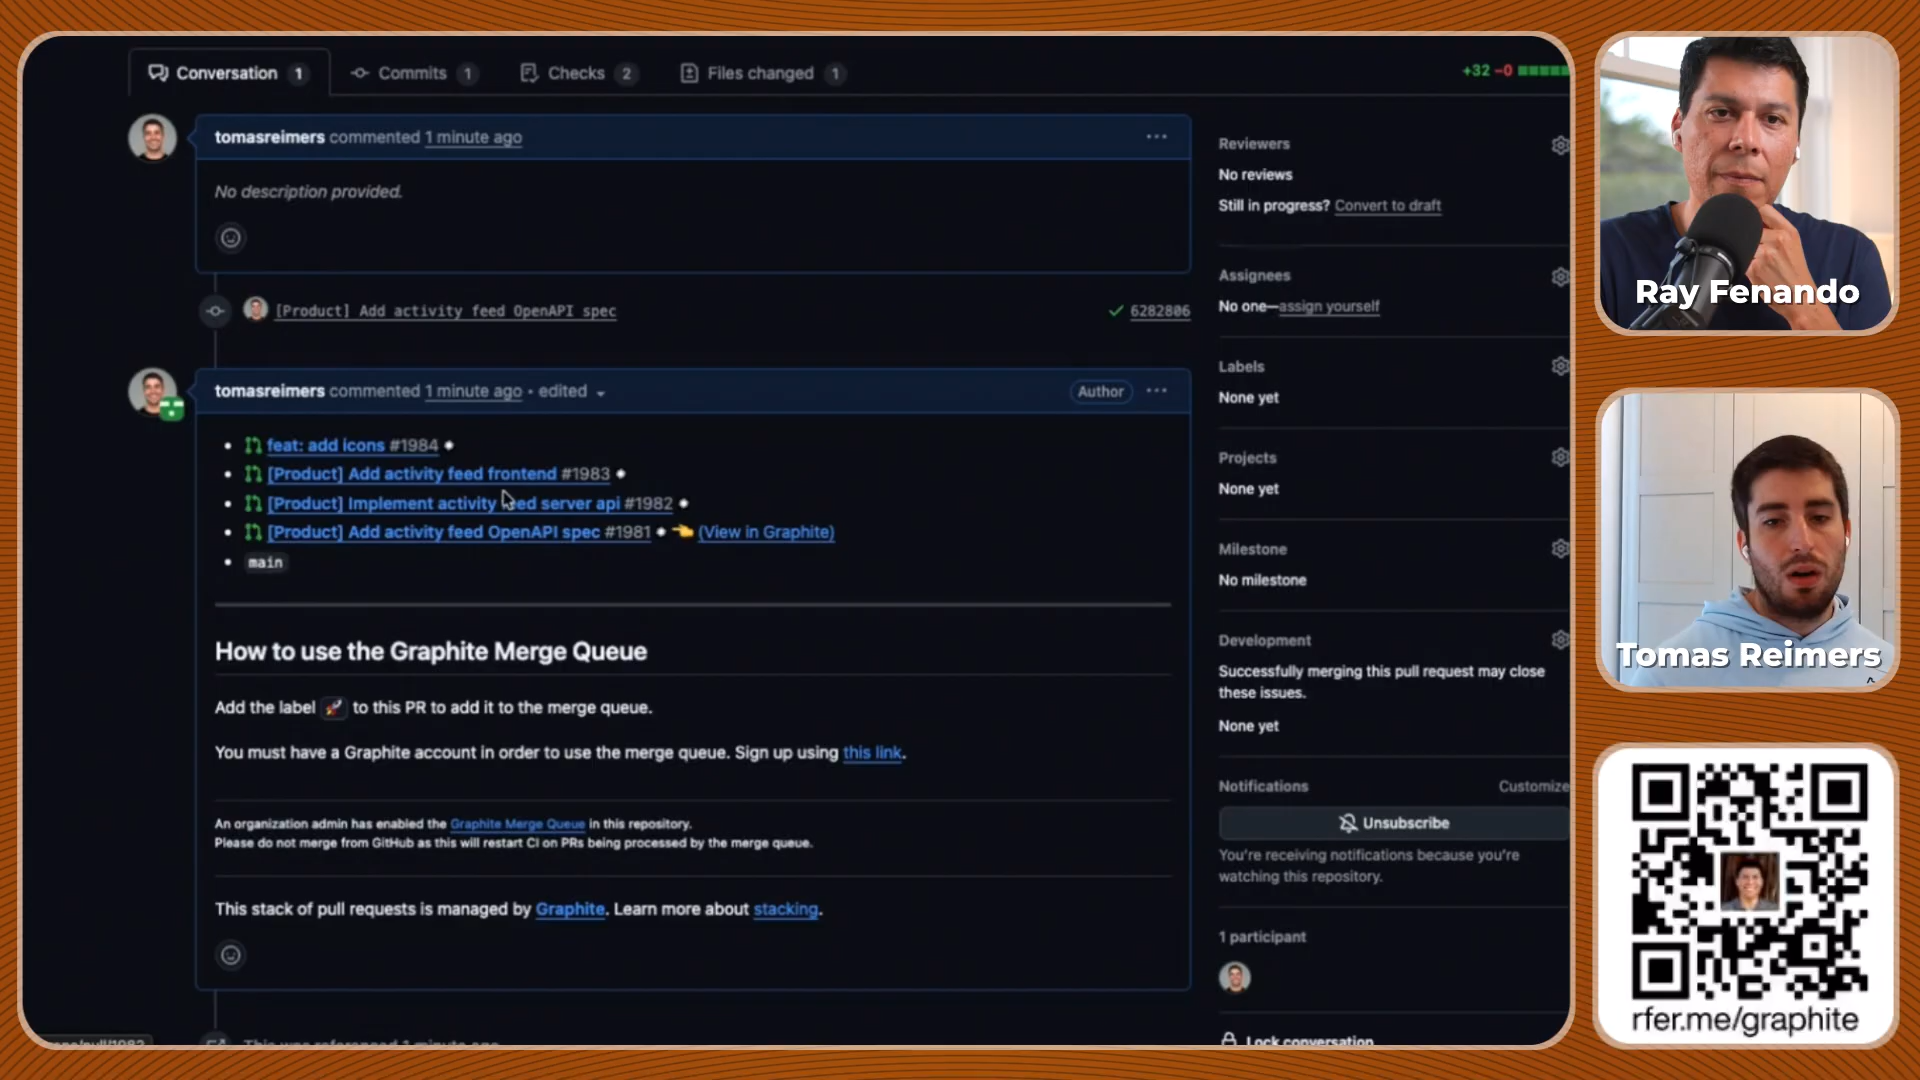 Conversation 1
Commits 1
Checks 2
Files changed 1
+32 −0
tomasreimers commented 1 minute ago
No description provided.
[Product] Add activity feed OpenAPI spec
6282806
tomasreimers commented 1 minute ago • edited
Author
feat: add icons #1984
[Product] Add activity feed frontend #1983
[Product] Implement activity feed server api #1982
[Product] Add activity feed OpenAPI spec #1981 👈 (View in Graphite)
main
How to use the Graphite Merge Queue
Add the label 🚀 to this PR to add it to the merge queue.
You must have a Graphite account in order to use the merge queue. Sign up using this link.
An organization admin has enabled the Graphite Merge Queue in this repository.
Please do not merge from GitHub as this will restart CI on PRs being processed by the merge queue.
This stack of pull requests is managed by Graphite. Learn more about stacking.
This was referenced 1 minute ago
Reviewers
No reviews
Still in progress? Convert to draft
Assignees
No one—assign yourself
Labels
None yet
Projects
None yet
Milestone
No milestone
Development
Successfully merging this pull request may close
these issues.
None yet
Notifications
Customize
Unsubscribe
You're receiving notifications because you're
watching this repository.
1 participant
Lock conversation
Ray Fenando
Tomas Reimers
rfer.me/graphite